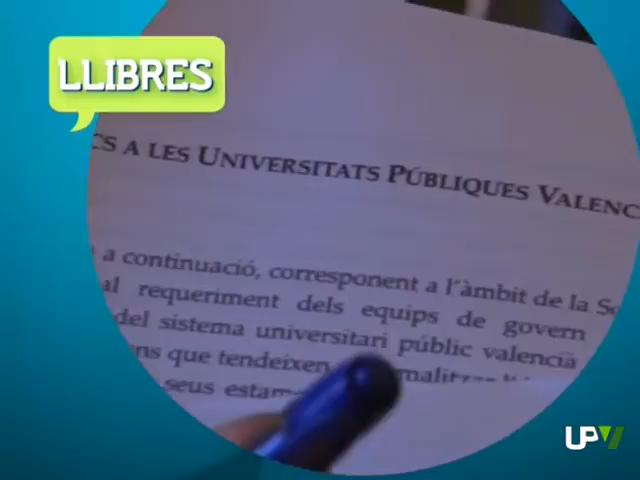 LLIBRES
A LES UNIVERSITATS PÚBLIQUES
a continuació, corresponent a l'àmbit de la
al requeriment dels equips de govern
del sistema universitari públic valencià
que tendeixen
seus
UPV